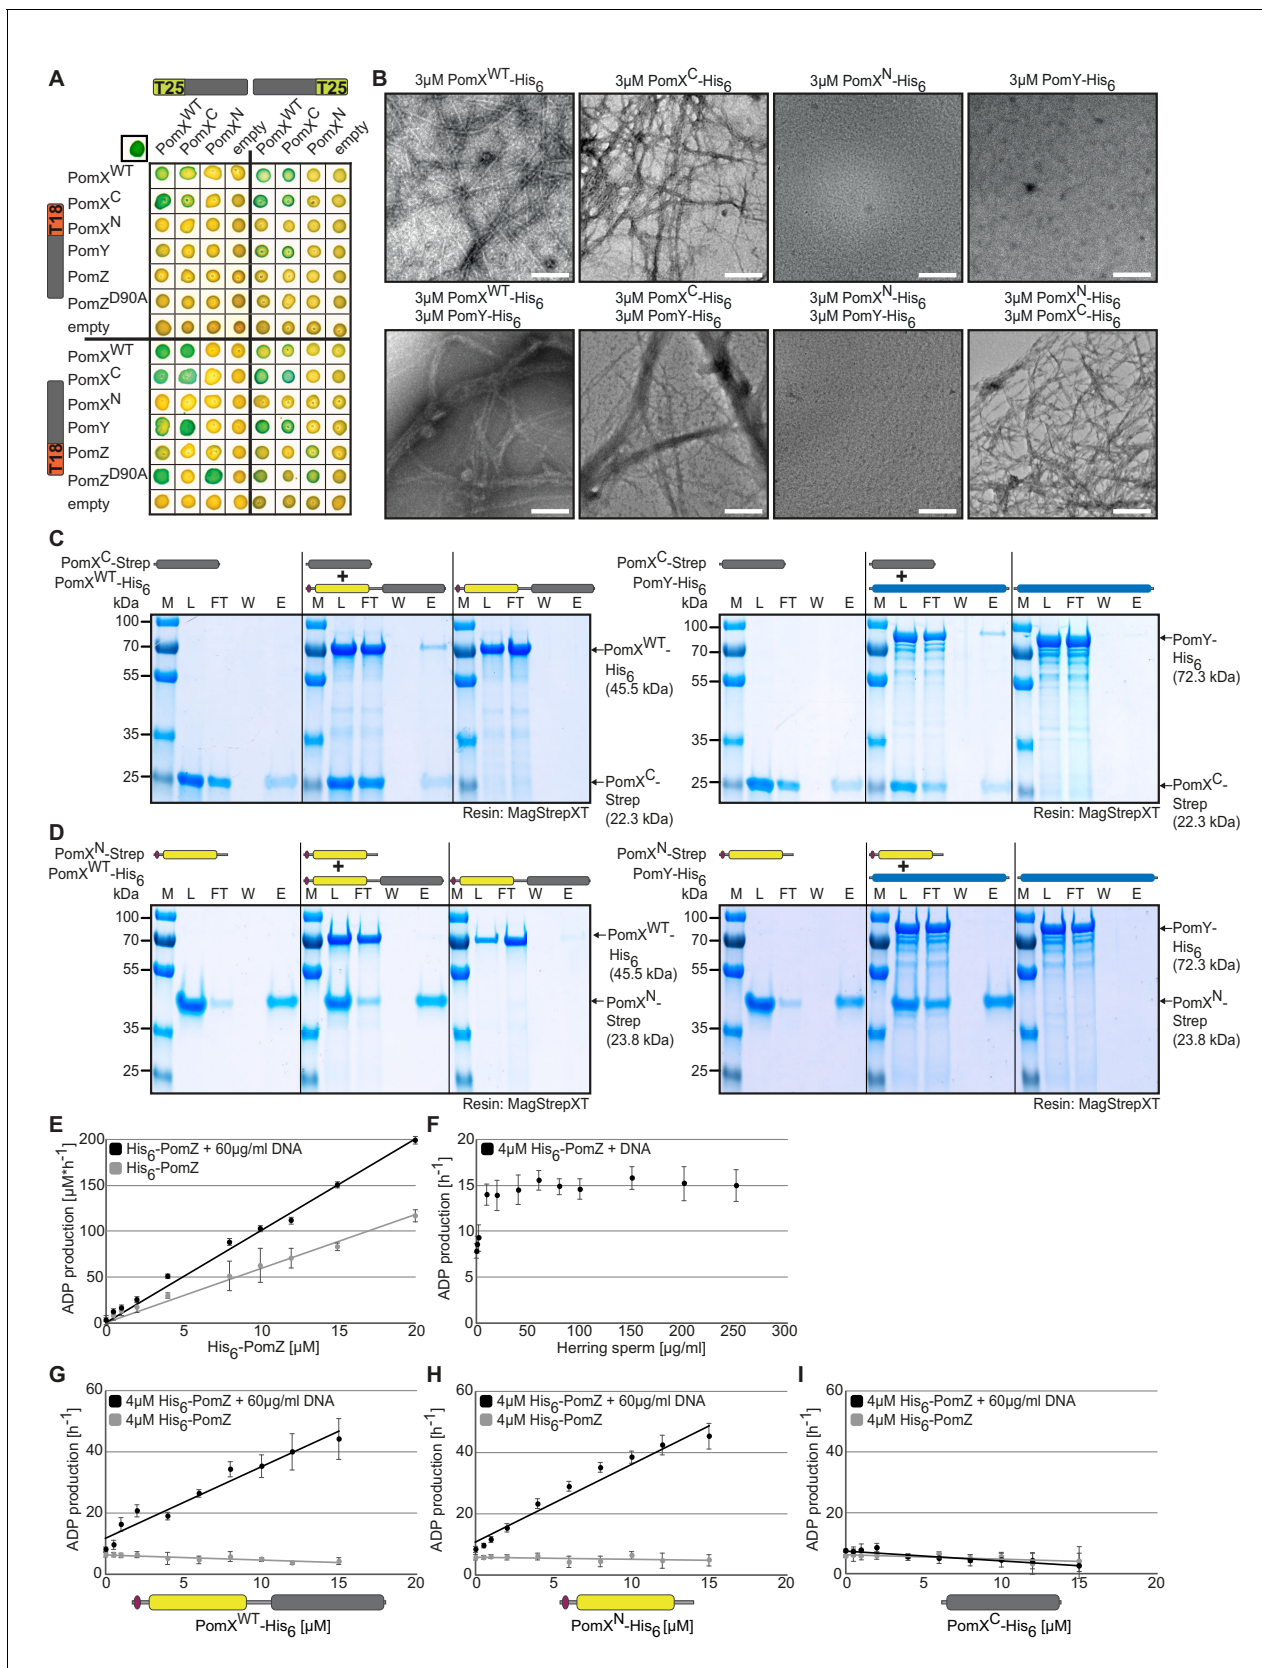 A
T25
T25
PomX^WT
PomX^C
PomX^N
empty
PomX^WT
PomX^C
PomX^N
empty
T18
PomX^WT
PomX^C
PomX^N
PomY
PomZ
PomZ^D90A
empty
T18
PomX^WT
PomX^C
PomX^N
PomY
PomZ
PomZ^D90A
empty
B
3µM PomX^WT-His6
3µM PomX^C-His6
3µM PomX^N-His6
3µM PomY-His6
3µM PomX^WT-His6
3µM PomY-His6
3µM PomX^C-His6
3µM PomY-His6
3µM PomX^N-His6
3µM PomY-His6
3µM PomX^N-His6
3µM PomX^C-His6
C
PomX^C-Strep
PomX^WT-His6
+
kDa M L FT W E M L FT W E M L FT W E
100
70
55
35
25
PomX^WT-
His6
(45.5 kDa)
PomX^C-
Strep
(22.3 kDa)
Resin: MagStrepXT
PomX^C-Strep
PomY-His6
+
kDa M L FT W E M L FT W E M L FT W E
100
70
55
35
25
PomY-
His6
(72.3 kDa)
PomX^C-
Strep
(22.3 kDa)
Resin: MagStrepXT
D
PomX^N-Strep
PomX^WT-His6
+
kDa M L FT W E M L FT W E M L FT W E
100
70
55
35
25
PomX^WT-
His6
(45.5 kDa)
PomX^N-
Strep
(23.8 kDa)
Resin: MagStrepXT
PomX^N-Strep
PomY-His6
+
kDa M L FT W E M L FT W E M L FT W E
100
70
55
35
25
PomY-
His6
(72.3 kDa)
PomX^N-
Strep
(23.8 kDa)
Resin: MagStrepXT
E
ADP production [µM*h^-1]
200
150
100
50
0
His6-PomZ + 60µg/ml DNA
His6-PomZ
0 5 10 15 20
His6-PomZ [µM]
F
ADP production [h^-1]
20
15
10
5
0
4µM His6-PomZ + DNA
0 50 100 150 200 250 300
Herring sperm [µg/ml]
G
ADP production [h^-1]
60
40
20
0
4µM His6-PomZ + 60µg/ml DNA
4µM His6-PomZ
0 5 10 15 20
PomX^WT-His6 [µM]
H
ADP production [h^-1]
60
40
20
0
4µM His6-PomZ + 60µg/ml DNA
4µM His6-PomZ
0 5 10 15 20
PomX^N-His6 [µM]
I
ADP production [h^-1]
60
40
20
0
4µM His6-PomZ + 60µg/ml DNA
4µM His6-PomZ
0 5 10 15 20
PomX^C-His6 [µM]